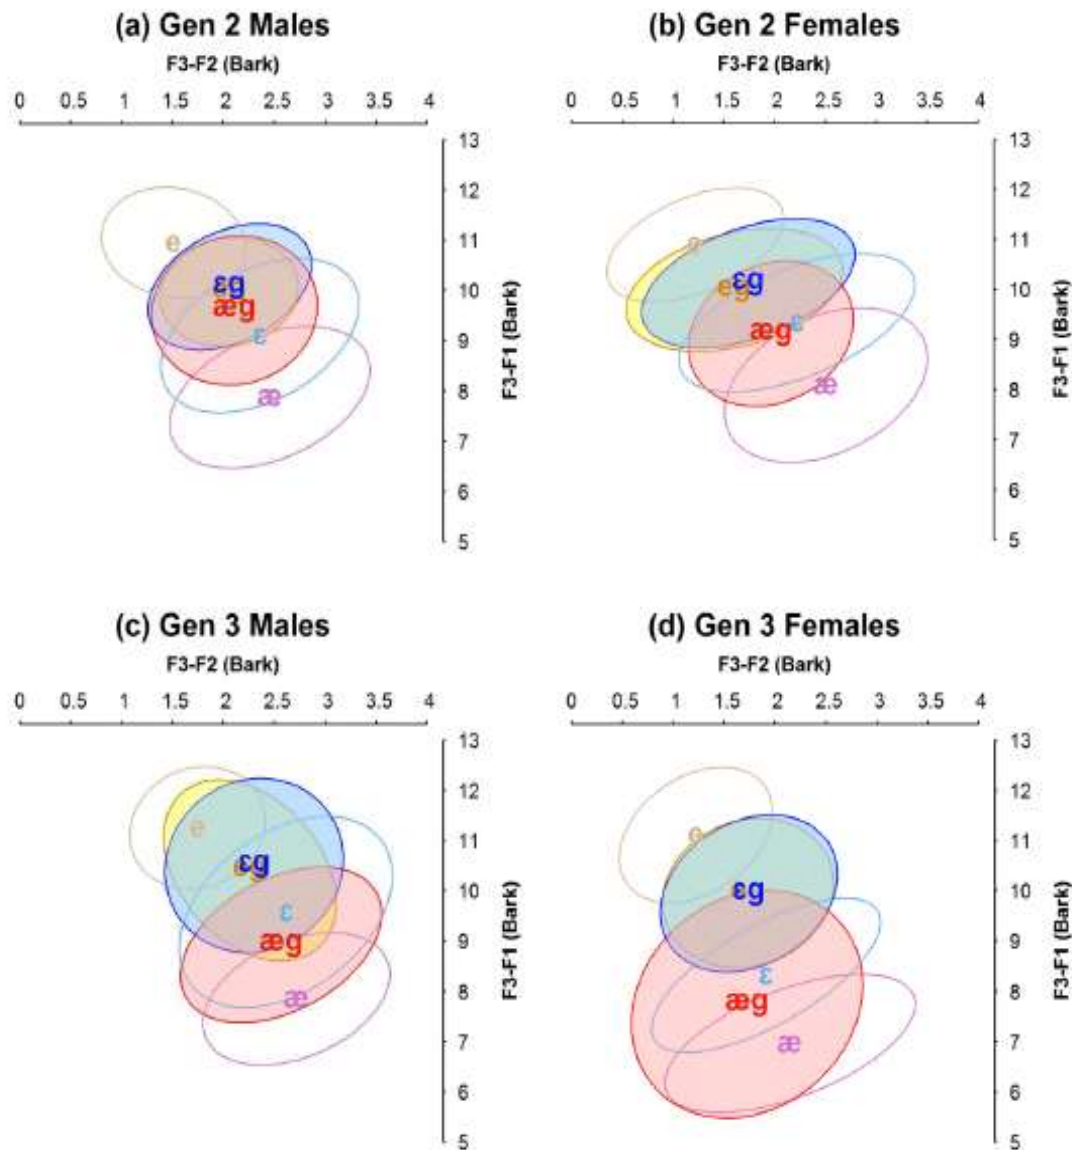 (a) Gen 2 Males
F3-F2 (Bark)
0 0.5 1 1.5 2 2.5 3 3.5 4
13
12
11
10
9
8
7
6
5
F3-F1 (Bark)
e
ɛg
æg
ɛ
æ
(b) Gen 2 Females
F3-F2 (Bark)
0 0.5 1 1.5 2 2.5 3 3.5 4
13
12
11
10
9
8
7
6
5
F3-F1 (Bark)
e
eg
ɛg
æg
ɛ
æ
(c) Gen 3 Males
F3-F2 (Bark)
0 0.5 1 1.5 2 2.5 3 3.5 4
13
12
11
10
9
8
7
6
5
F3-F1 (Bark)
e
ɛg
eg
ɛ
æg
æ
(d) Gen 3 Females
F3-F2 (Bark)
0 0.5 1 1.5 2 2.5 3 3.5 4
13
12
11
10
9
8
7
6
5
F3-F1 (Bark)
e
ɛg
ɛ
æg
æ